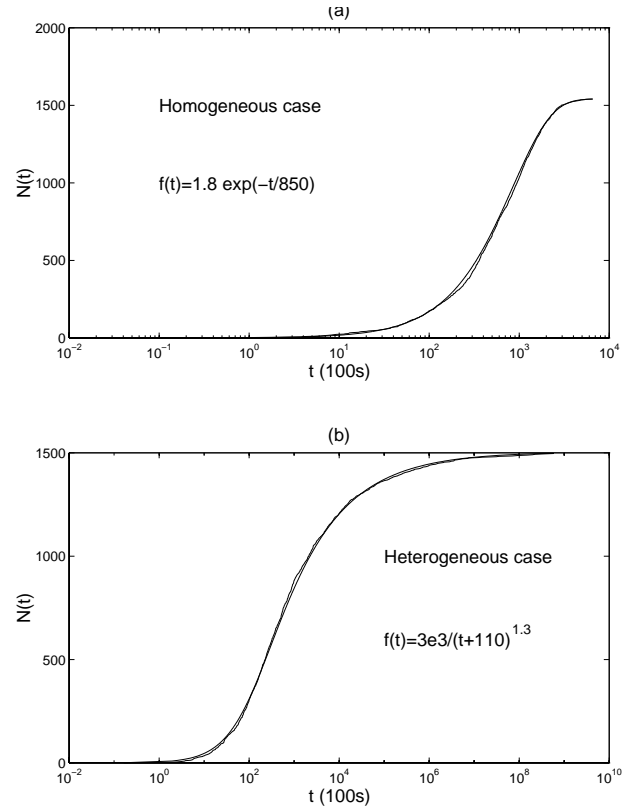 (a)
2000
1500
1000
500
0
N(t)
Homogeneous case
f(t)=1.8 exp(−t/850)
10^-2 10^-1 10^0 10^1 10^2 10^3 10^4
t (100s)
(b)
1500
1000
500
0
N(t)
Heterogeneous case
f(t)=3e3/(t+110)^1.3
10^-2 10^0 10^2 10^4 10^6 10^8 10^10
t (100s)